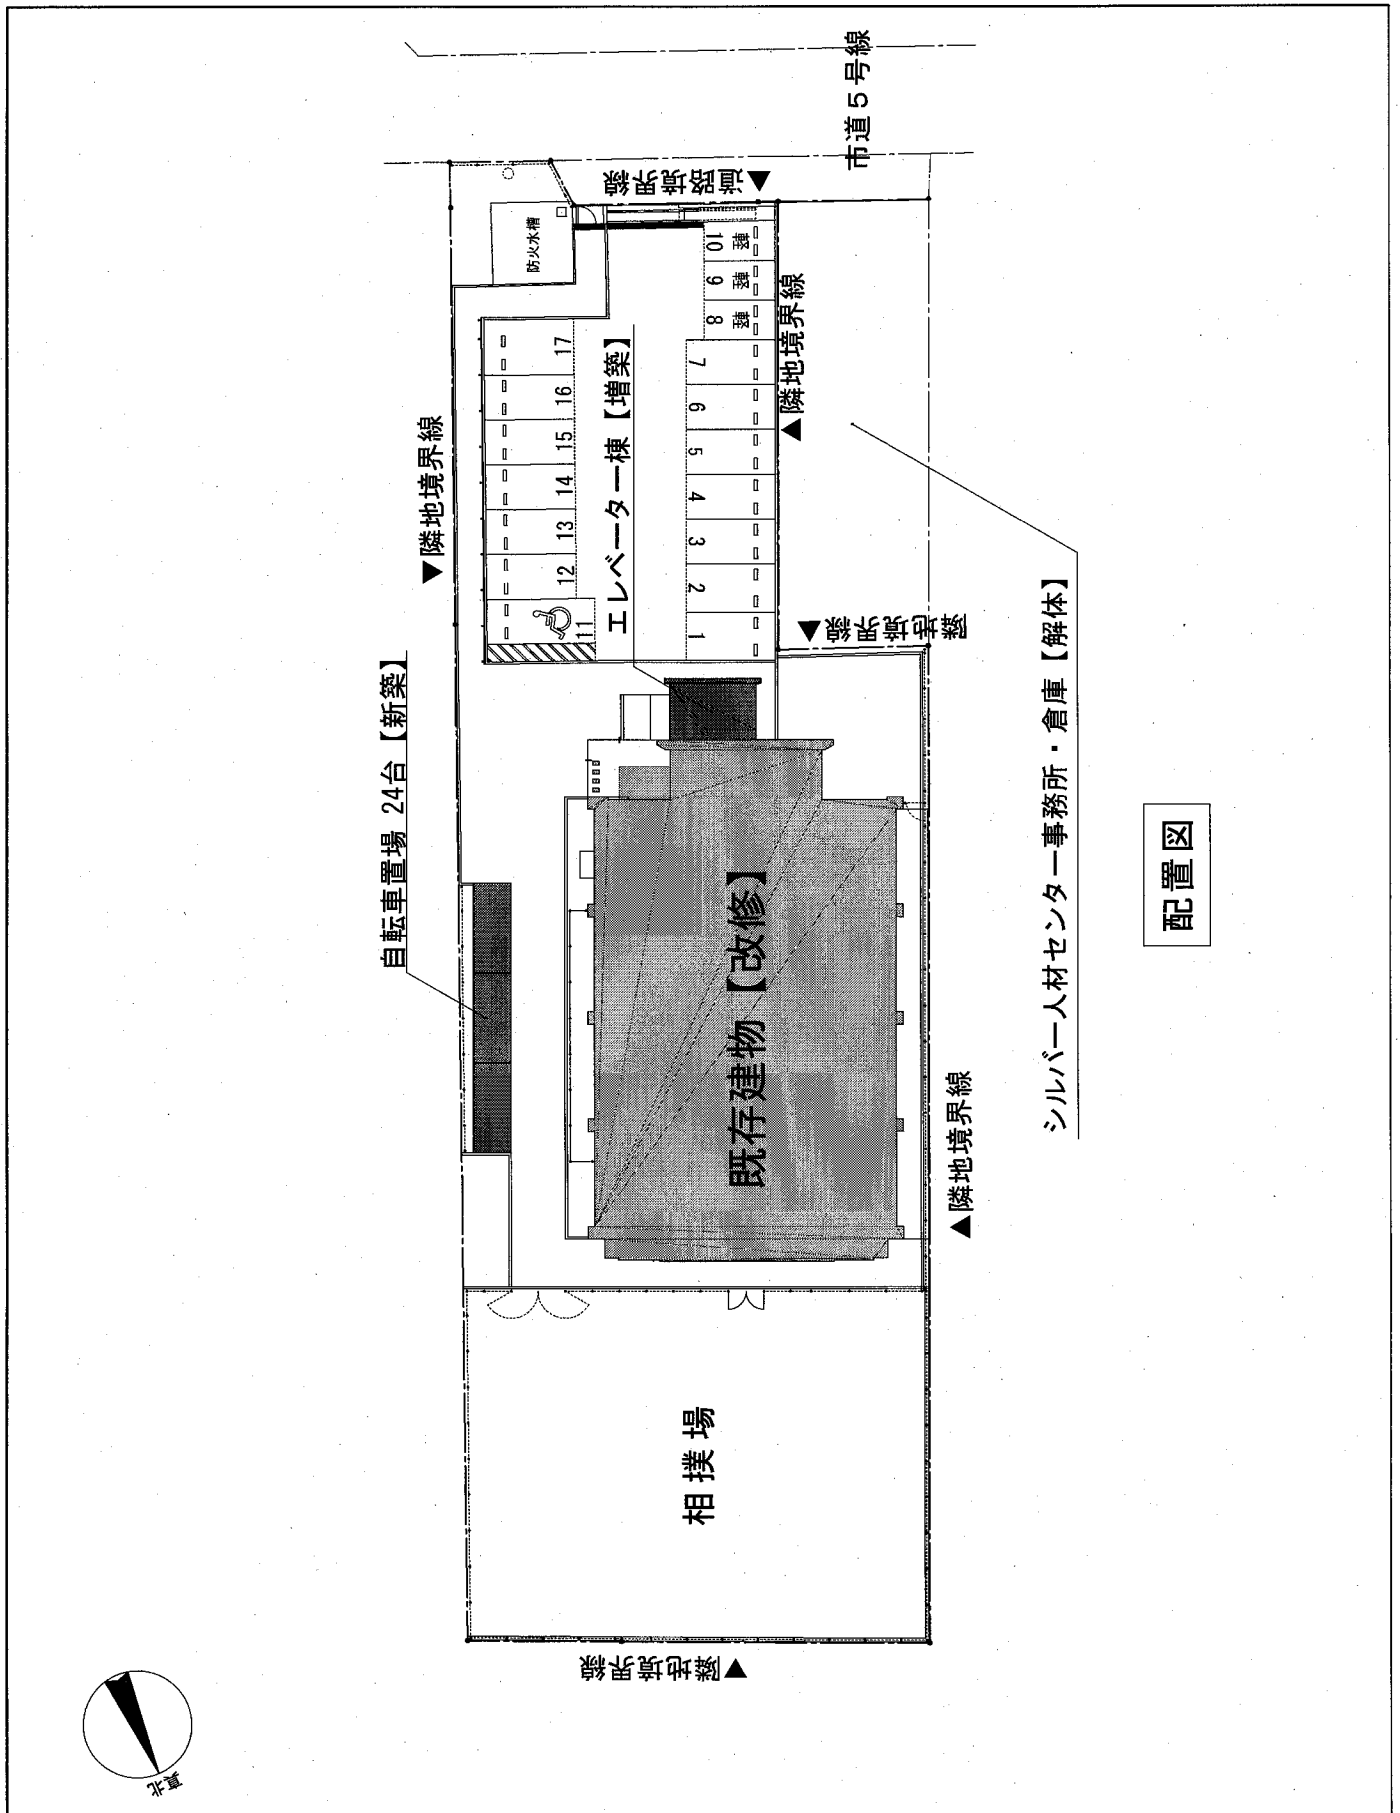 市道５号線
道路境界線
防火水槽
10 軽
9 軽
8 軽
7
6
5
4
3
2
1
17
16
15
14
13
12
11
エレベーター棟【増築】
▲隣地境界線
▼隣地境界線
隣地境界線
自転車置場 24台【新築】
シルバー人材センター事務所・倉庫【解体】
既存建物【改修】
▲隣地境界線
相撲場
隣地境界線
配置図
真北